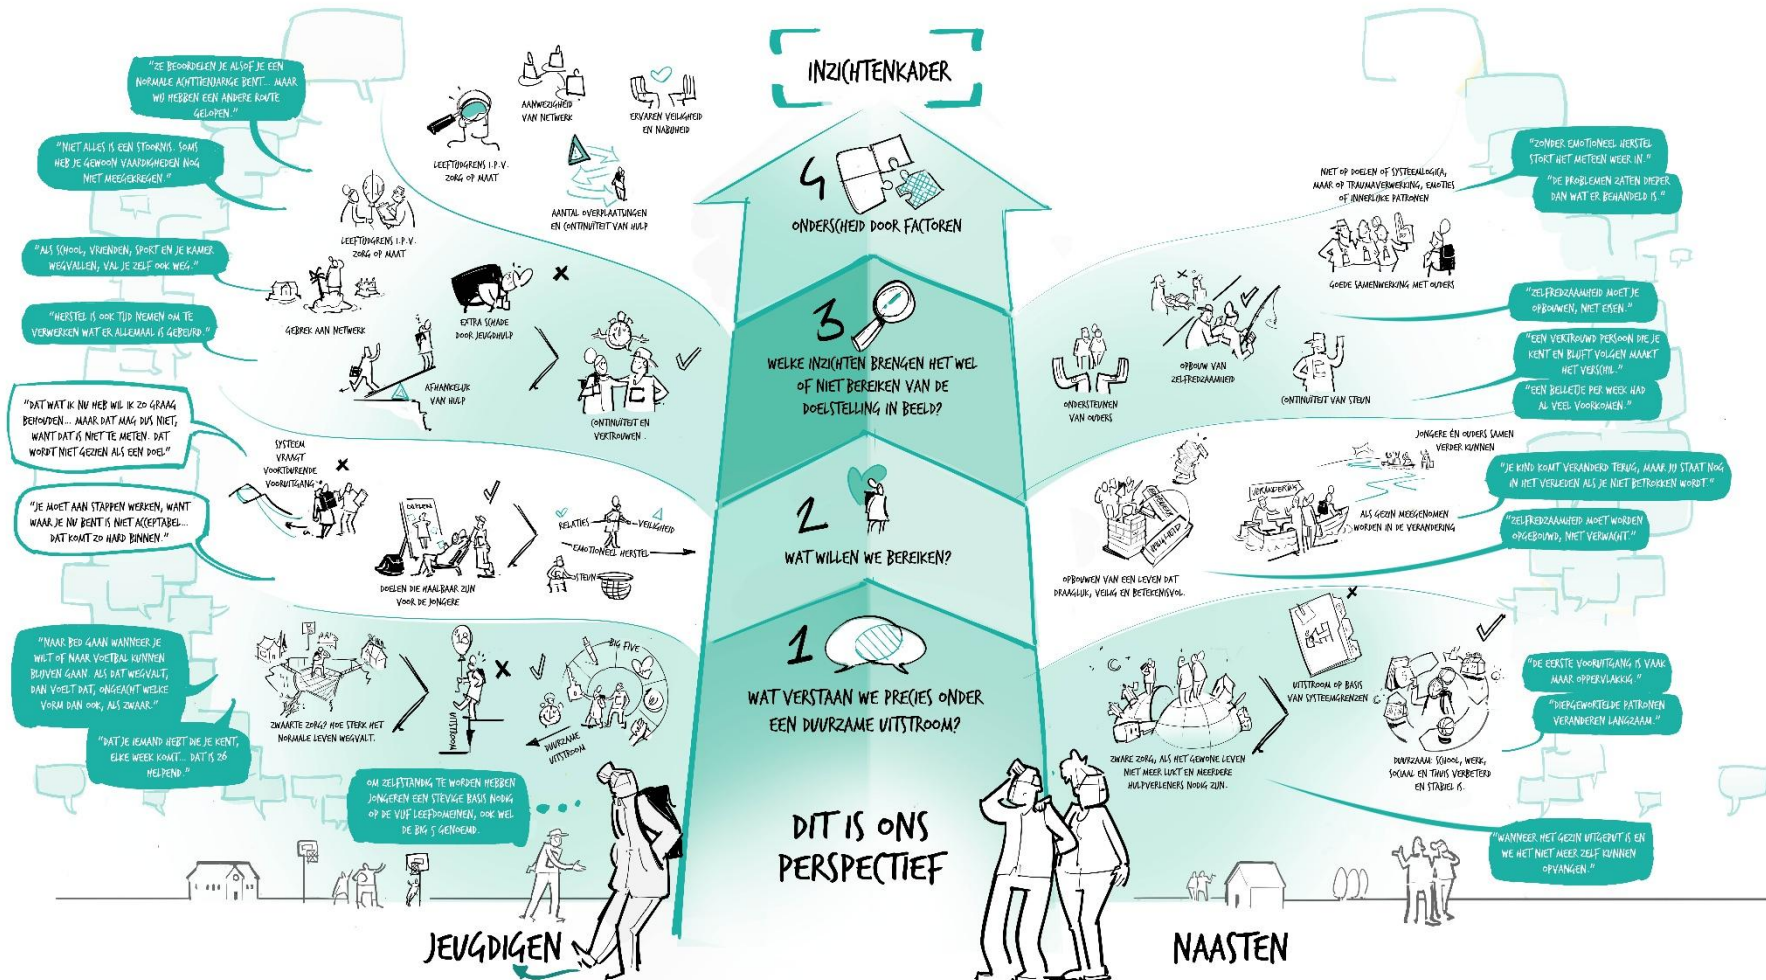 INZICHTENKADER
4
ONDERSCHEID DOOR FACTOREN
3
WELKE INZICHTEN BRENGEN HET WEL
OF NIET BEREIKEN VAN DE
DOELSTELLING IN BEELD?
2
WAT WILLEN WE BEREIKEN?
1
WAT VERSTAAN WE PRECIES ONDER
EEN DUURZAME UITSTROOM?
DIT IS ONS
PERSPECTIEF
JEUGDIGEN
"ZE BEOORDELEN JE ALSOF JE EEN
NORMALE ACHTTIENJARIGE BENT... MAAR
WIJ HEBBEN EEN ANDERE ROUTE
GELOPEN."
"NIET ALLES IS EEN STOORNIS. SOMS
HEB JE GEWOON VAARDIGHEDEN NOG
NIET MEEGEKREGEN."
"ALS SCHOOL, VRIENDEN, SPORT EN JE KAMER
WEGVALLEN, VAL JE ZELF OOK WEG."
"HERSTEL IS OOK TIJD NEMEN OM TE
VERWERKEN WAT ER ALLEMAAL IS GEBEURD."
"DAT WAT IK NU HEB WIL IK ZO GRAAG
BEHOUDEN... MAAR DAT MAG DUS NIET,
WANT DAT IS NIET TE METEN. DAT
WORDT NIET GEZIEN ALS EEN DOEL"
"JE MOET AAN STAPPEN WERKEN, WANT
WAAR JE NU BENT IS NIET ACCEPTABEL...
DAT KOMT ZO HARD BINNEN."
"NAAR BED GAAN WANNEER JE
WILT OF NAAR VOETBAL KUNNEN
BLIJVEN GAAN. ALS DAT WEGVALT,
DAN VOELT DAT, ONGEACHT WELKE
VORM DAN OOK, ALS ZWAAR."
"DAT JE IEMAND HEBT DIE JE KENT,
ELKE WEEK KOMT... DAT IS ZÓ
HELPEND."
OM ZELFSTANDIG TE WORDEN HEBBEN
JONGEREN EEN STEVIGE BASIS NODIG
OP DE VIJF LEEFDOMEINEN, OOK WEL
DE BIG 5 GENOEMD.
AANWEZIGHEID
VAN NETWERK
ERVAREN VEILIGHEID
EN NABIJHEID
LEEFTIJDGRENS I.P.V.
ZORG OP MAAT
AANTAL OVERPLAATSINGEN
EN CONTINUÏTEIT VAN HULP
LEEFTIJDGRENS I.P.V.
ZORG OP MAAT
GEBREK AAN NETWERK
EXTRA SCHADE
DOOR JEUGDHULP
AFHANKELIJK
VAN HULP
CONTINUÏTEIT EN
VERTROUWEN.
SYSTEEM
VRAAGT
VOORTDURENDE
VOORUITGANG
DOELEN
DOELEN DIE HAALBAAR ZIJN
VOOR DE JONGERE
RELATIES
VEILIGHEID
EMOTIONEEL HERSTEL
STEUN
ZWAARTE ZORG? HOE STERK HET
NORMALE LEVEN WEGVALT.
18
UITSTROOM
BIG FIVE
DUURZAME
UITSTROOM
NAASTEN
NIET OP DOELEN OF SYSTEEMLOGICA,
MAAR OP TRAUMAVERWERKING, EMOTIES
OF INNERLIJKE PATRONEN
GOEDE SAMENWERKING MET OUDERS
"ZONDER EMOTIONEEL HERSTEL
STORT HET METEEN WEER IN."
"DE PROBLEMEN ZATEN DIEPER
DAN WAT ER BEHANDELD IS."
ONDERSTEUNEN
VAN OUDERS
OPBOUW VAN
ZELFREDZAAMHEID
CONTINUÏTEIT VAN STEUN
"ZELFREDZAAMHEID MOET JE
OPBOUWEN, NIET EISEN."
"EEN VERTROUWD PERSOON DIE JE
KENT EN BLIJFT VOLGEN MAAKT
HET VERSCHIL."
"EEN BELLETJE PER WEEK HAD
AL VEEL VOORKOMEN."
JONGERE ÉN OUDERS SAMEN
VERDER KUNNEN
VERANDERING
ALS GEZIN MEEGENOMEN
WORDEN IN DE VERANDERING
OPBOUWEN VAN EEN LEVEN DAT
DRAAGLIJK, VEILIG EN BETEKENISVOL.
"JE KIND KOMT VERANDERD TERUG, MAAR JIJ STAAT NOG
IN HET VERLEDEN ALS JE NIET BETROKKEN WORDT"
"ZELFREDZAAMHEID MOET WORDEN
OPGEBOUWD, NIET VERWACHT."
ZWARE ZORG, ALS HET GEWONE LEVEN
NIET MEER LUKT EN MEERDERE
HULPVERLENERS NODIG ZIJN.
UITSTROOM OP BASIS
VAN SYSTEEMGRENZEN
DUURZAAM: SCHOOL, WERK,
SOCIAAL EN THUIS VERBETERD
EN STABIEL IS.
"DE EERSTE VOORUITGANG IS VAAK
MAAR OPPERVLAKKIG."
"DIEPGEWORTELDE PATRONEN
VERANDEREN LANGZAAM."
"WANNEER HET GEZIN UITGEPUT IS EN
WE HET NIET MEER ZELF KUNNEN
OPVANGEN."